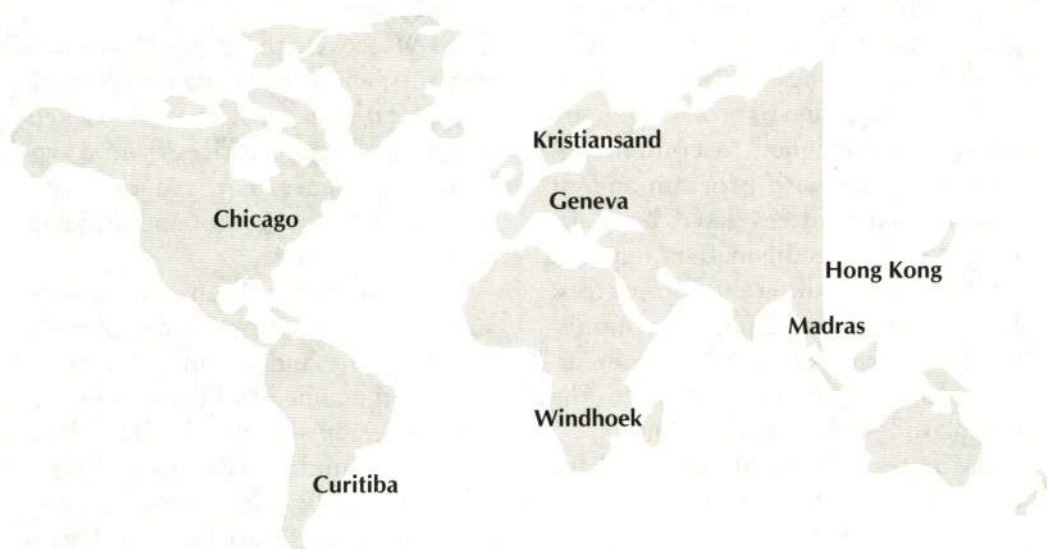 Kristiansand
Geneva
Chicago
Hong Kong
Madras
Windhoek
Curitiba